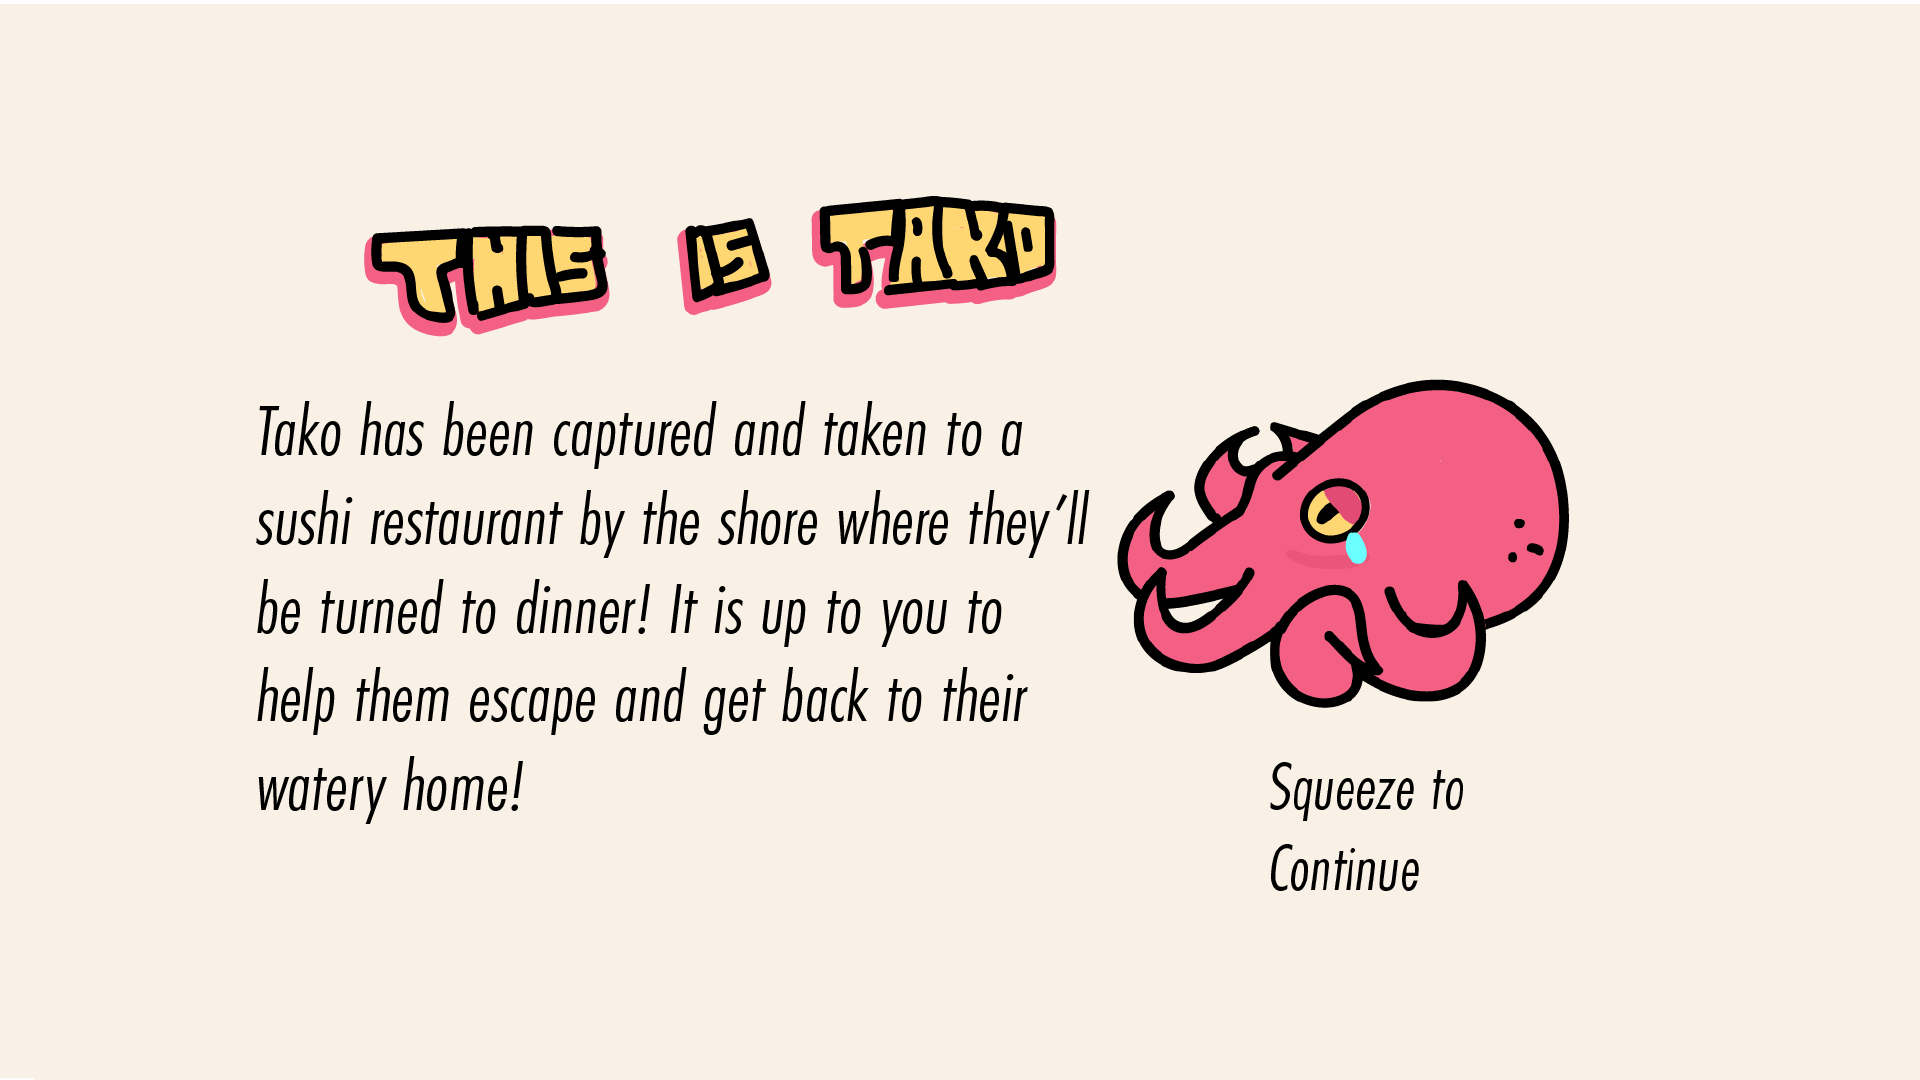 THIS IS TAKO
Tako has been captured and taken to a
sushi restaurant by the shore where they'll
be turned to dinner! It is up to you to
help them escape and get back to their
watery home!
Squeeze to
Continue